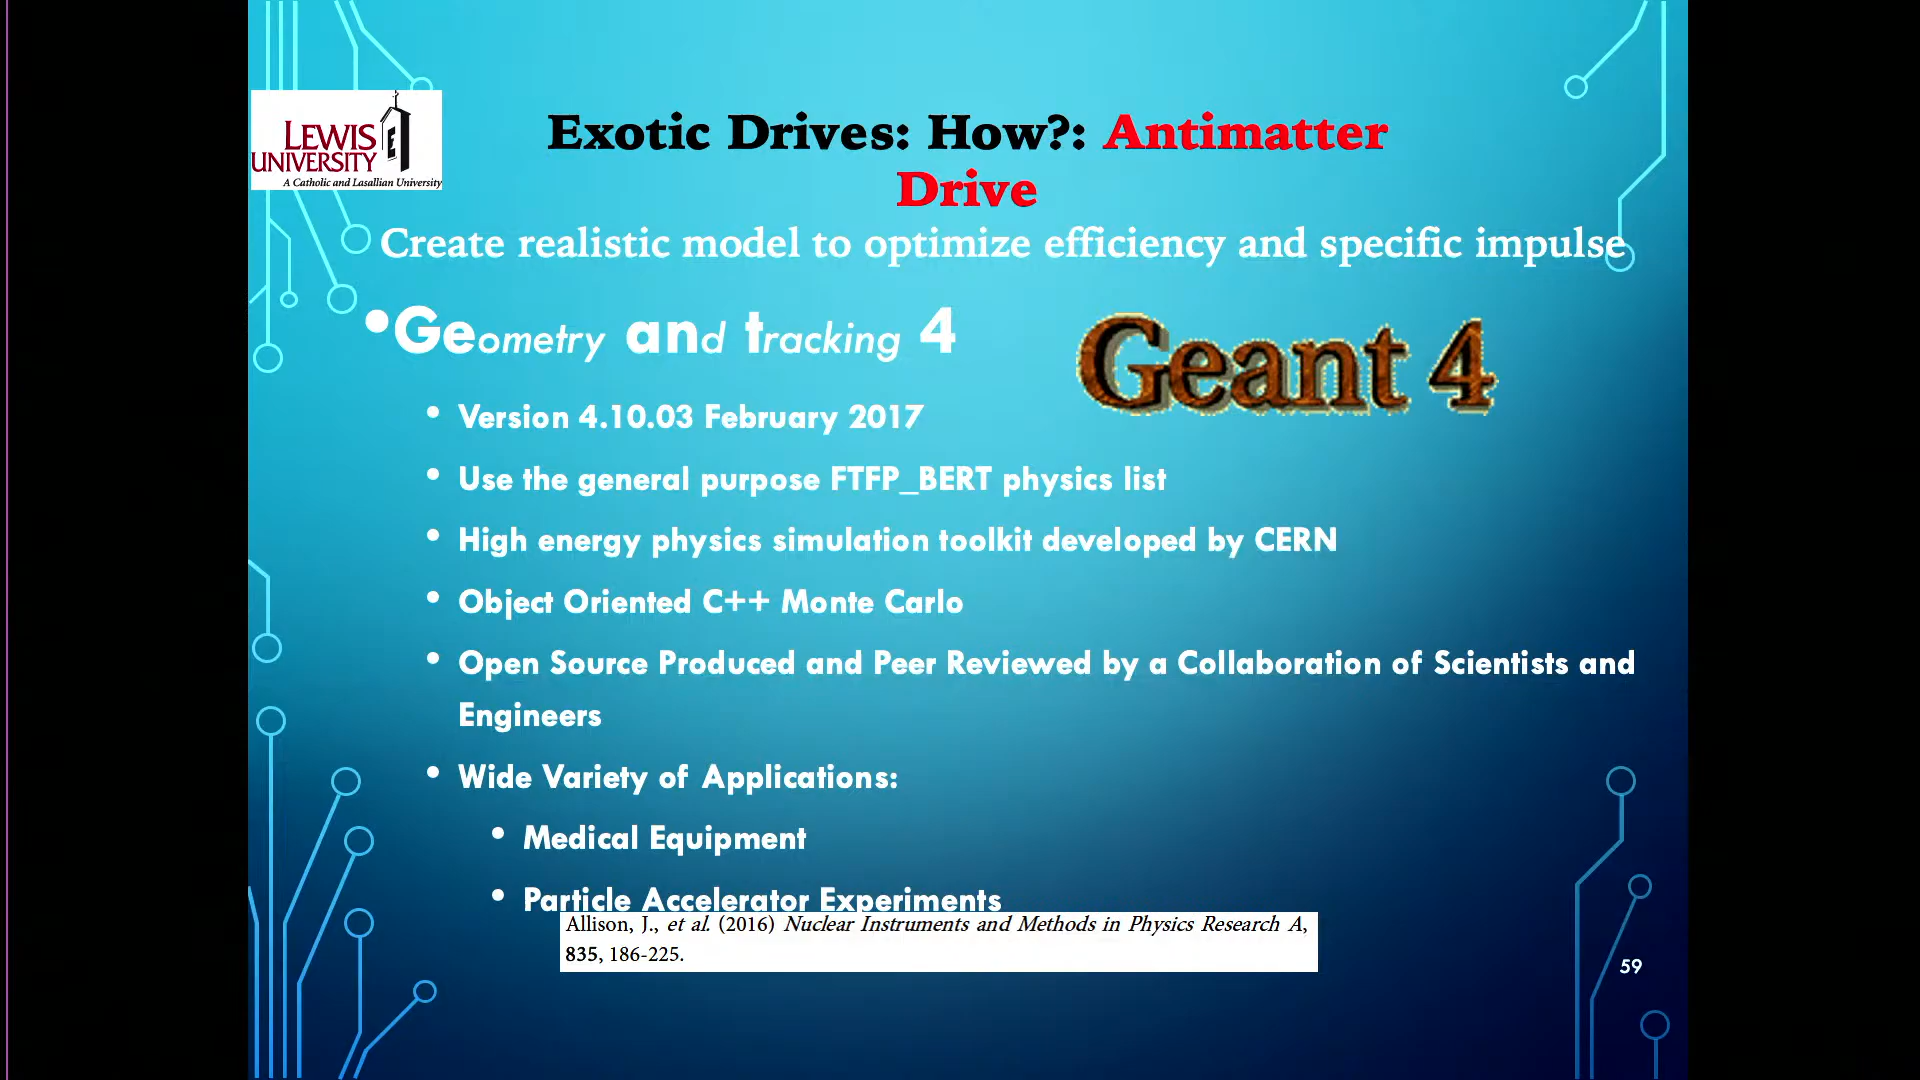 LEWIS
UNIVERSITY
A Catholic and Lasallian University
Exotic Drives: How?: Antimatter
Drive
Create realistic model to optimize efficiency and specific impulse
•Geometry and tracking 4
Geant 4
• Version 4.10.03 February 2017
• Use the general purpose FTFP_BERT physics list
• High energy physics simulation toolkit developed by CERN
• Object Oriented C++ Monte Carlo
• Open Source Produced and Peer Reviewed by a Collaboration of Scientists and
Engineers
• Wide Variety of Applications:
• Medical Equipment
• Particle Accelerator Experiments
Allison, J., et al. (2016) Nuclear Instruments and Methods in Physics Research A,
835, 186-225.
59